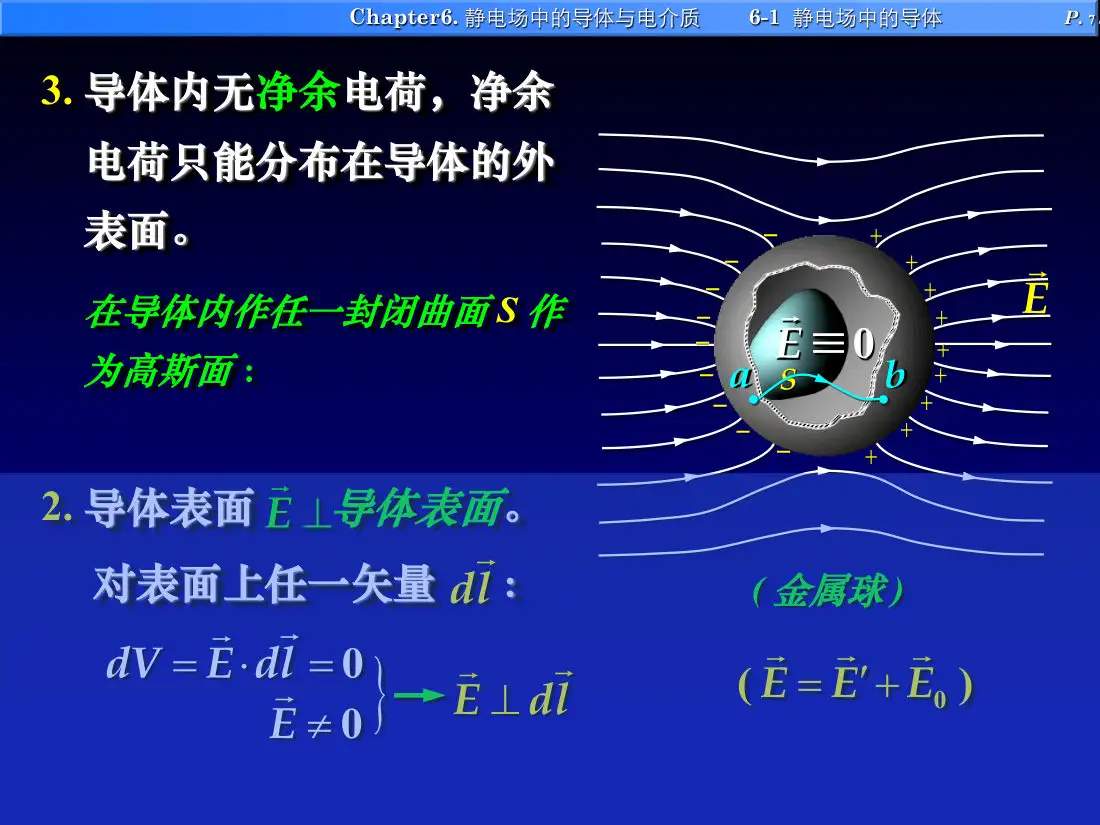 Chapter6. 静电场中的导体与电介质 6-1 静电场中的导体 P. 7
3. 导体内无净余电荷，净余
电荷只能分布在导体的外
表面。
在导体内作任一封闭曲面 S 作
为高斯面：
E⃗
E⃗ ≡ 0
a S b
2. 导体表面 E⃗ ⊥导体表面。
对表面上任一矢量 dl⃗ ：
dV = E⃗ · dl⃗ = 0
E⃗ ≠ 0
} → E⃗ ⊥ dl⃗
（金属球）
( E⃗ = E⃗′ + E⃗₀ )